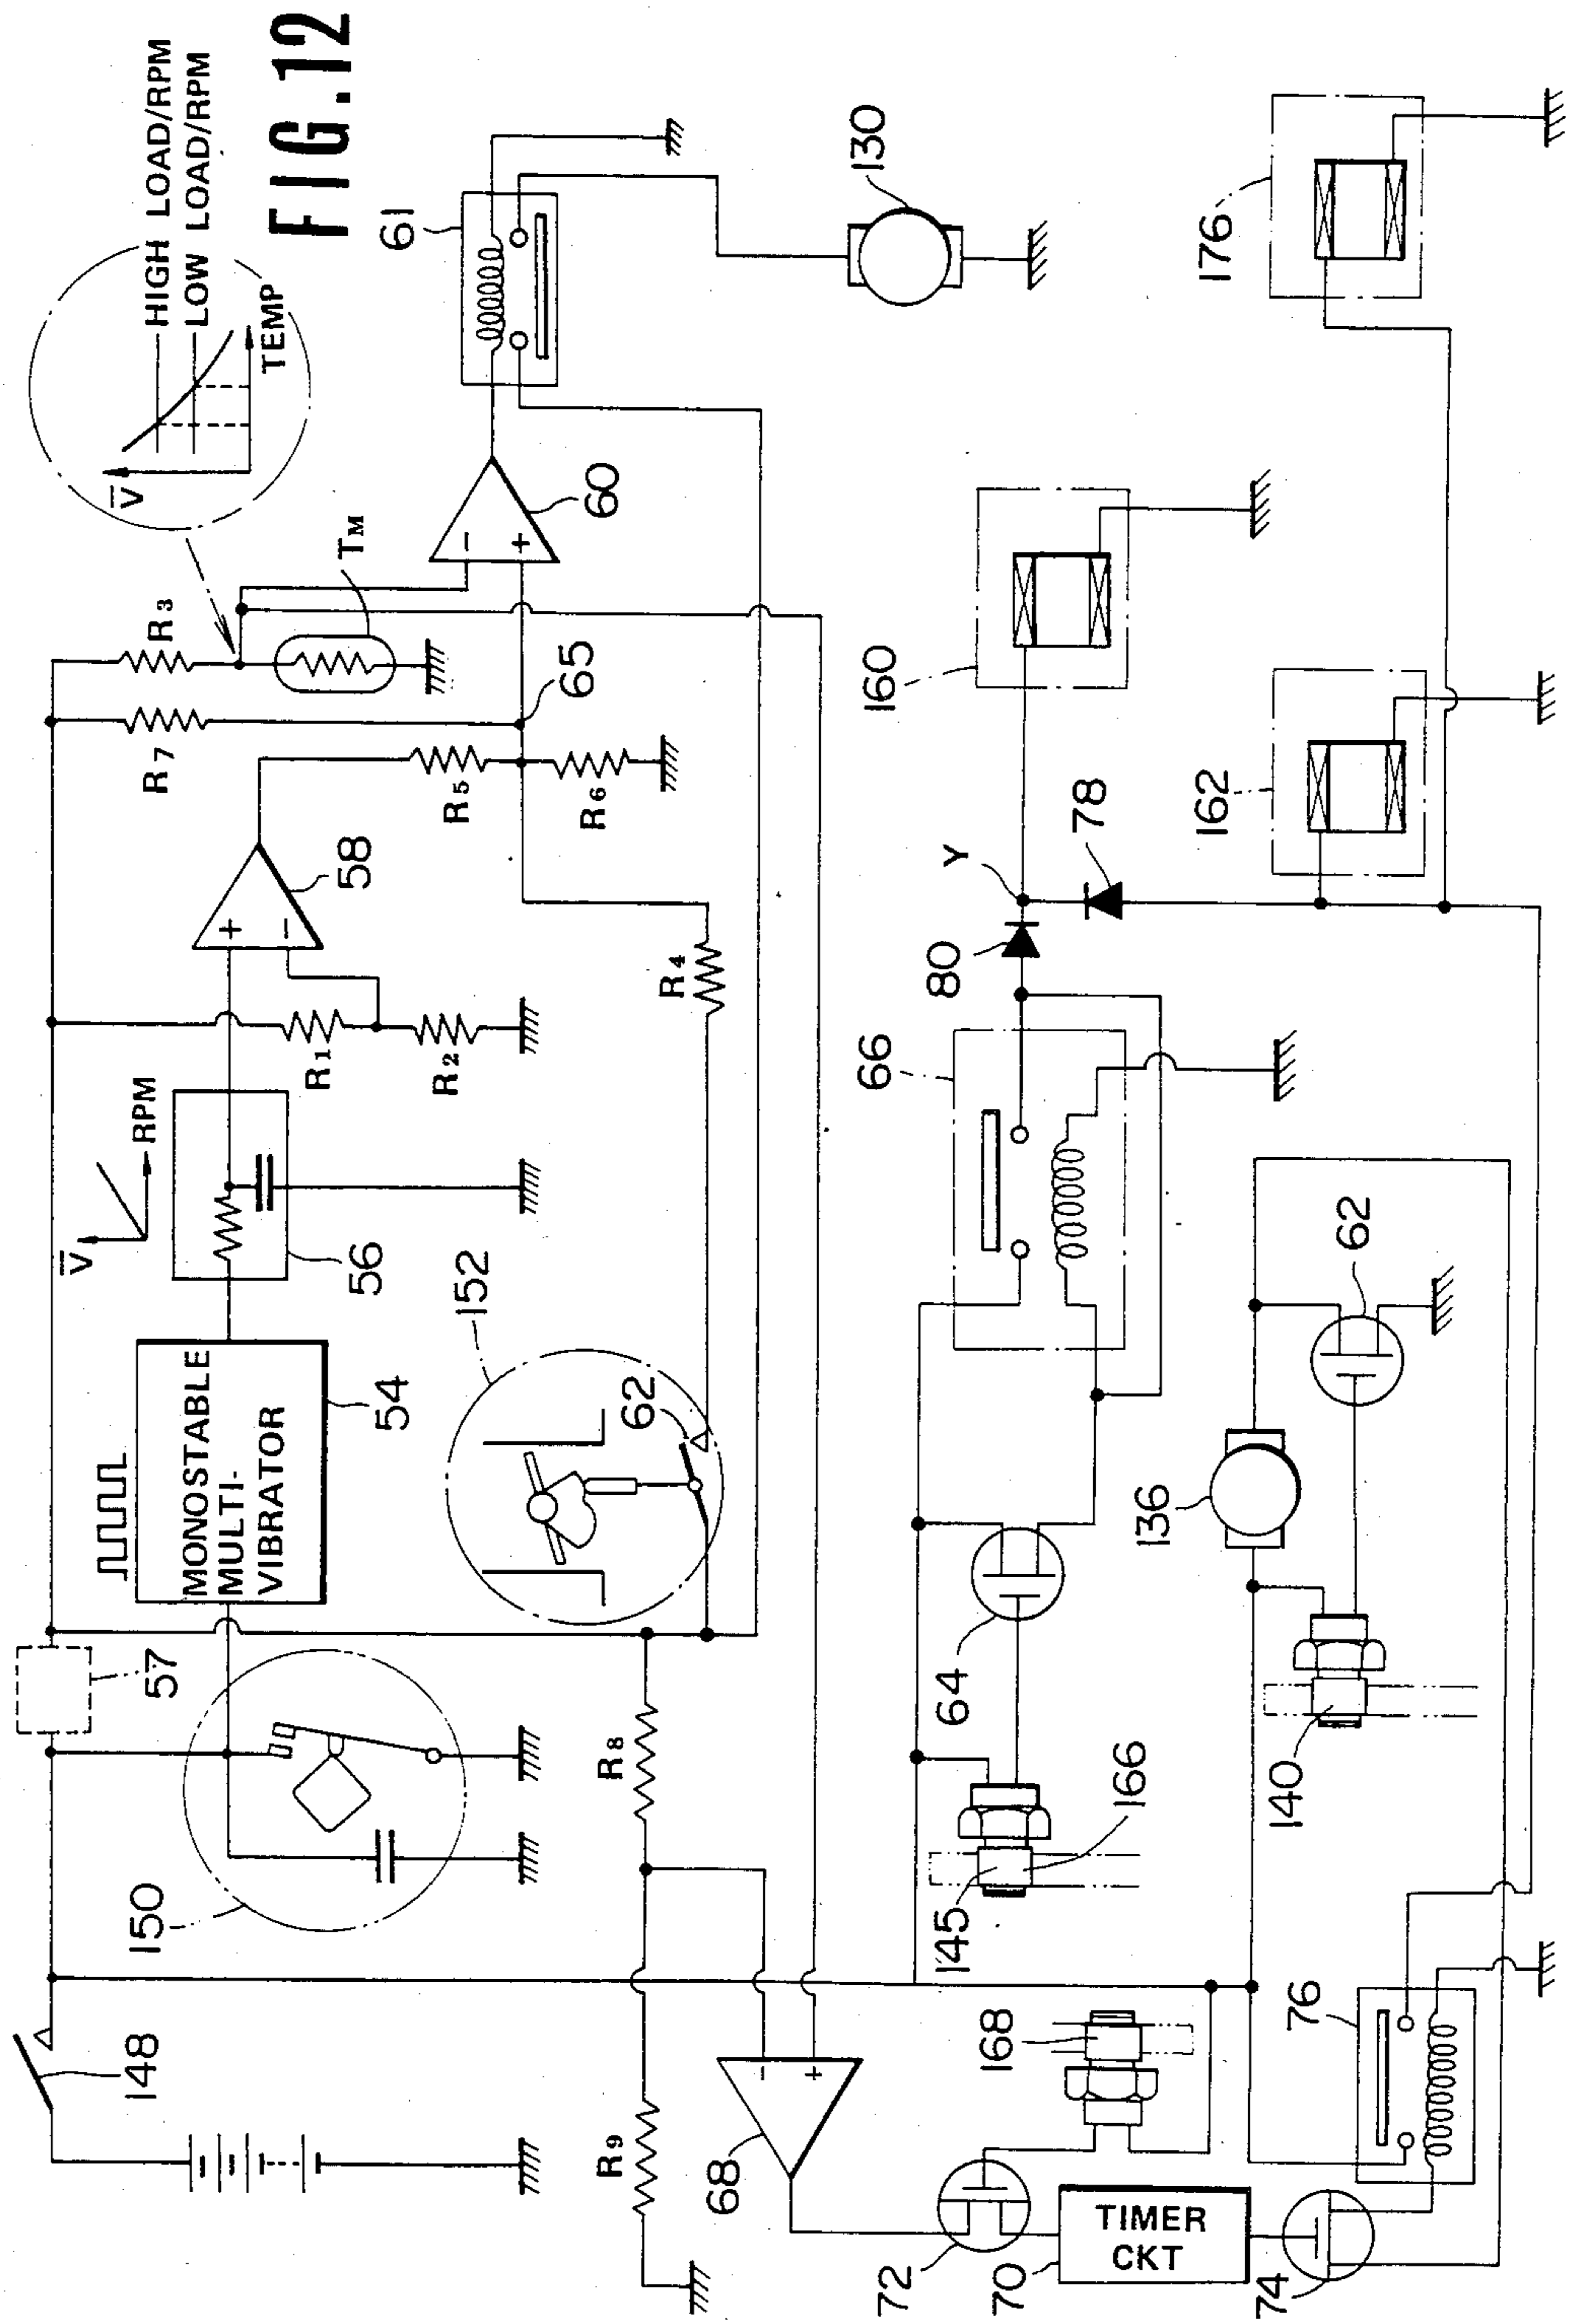 FIG.12
HIGH LOAD/RPM
LOW LOAD/RPM
V
TEMP
61
130
176
R3
TM
60
R7
65
R5
R6
58
160
Y
78
162
80
R1
R2
R4
66
V
RPM
56
152
62
MONOSTABLE
MULTI-
VIBRATOR
54
57
150
R8
64
136
62
145
166
140
148
R9
68
168
76
72
70
TIMER
CKT
74
+
−
−
+
-
+